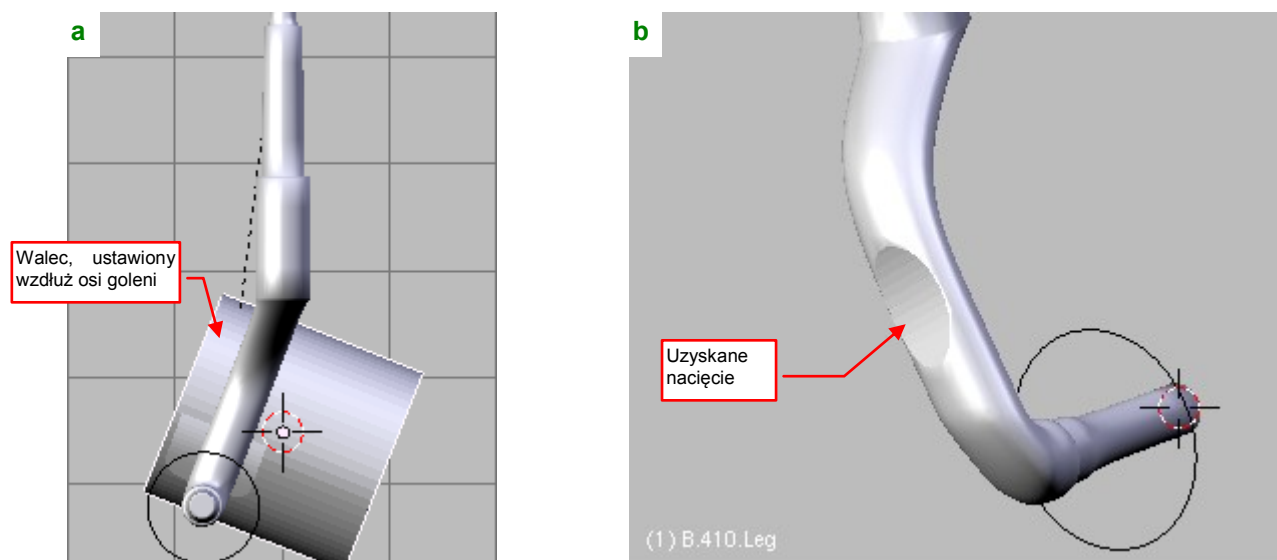 a
b
Walec, ustawiony
wzdłuż osi goleni
Uzyskane
nacięcie
(1) B.410.Leg